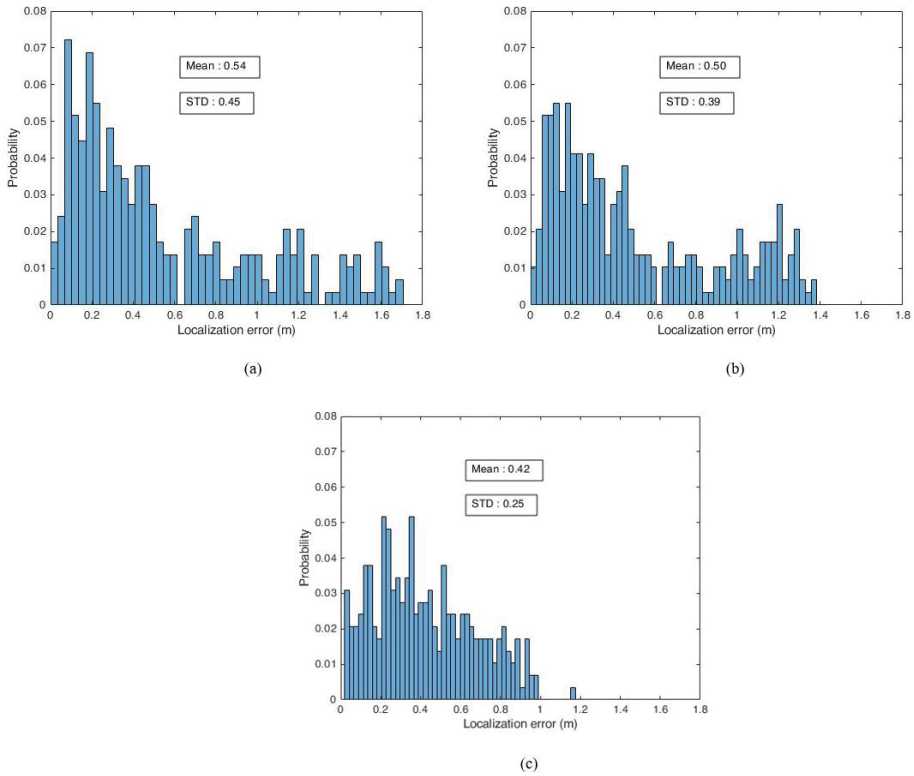 0.08
0.07
0.06
0.05
0.04
0.03
0.02
0.01
0
Probability
Mean : 0.54
STD : 0.45
0 0.2 0.4 0.6 0.8 1 1.2 1.4 1.6 1.8
Localization error (m)
(a)
0.08
0.07
0.06
0.05
0.04
0.03
0.02
0.01
0
Probability
Mean : 0.50
STD : 0.39
0 0.2 0.4 0.6 0.8 1 1.2 1.4 1.6 1.8
Localization error (m)
(b)
0.08
0.07
0.06
0.05
0.04
0.03
0.02
0.01
0
Probability
Mean : 0.42
STD : 0.25
0 0.2 0.4 0.6 0.8 1 1.2 1.4 1.6 1.8
Localization error (m)
(c)